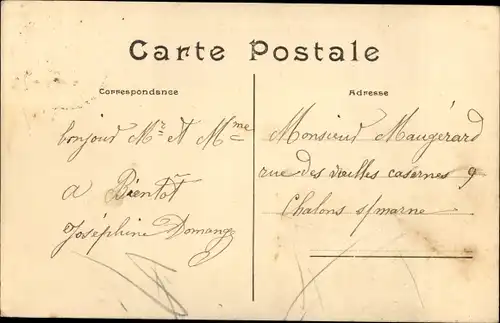 Carte Postale
Correspondance
Adresse
bonjour Mr et Mme
a Bientôt
Joséphine Domange
Monsieur Maugérard
rue des vieilles casernes 9
Chalons s/marne